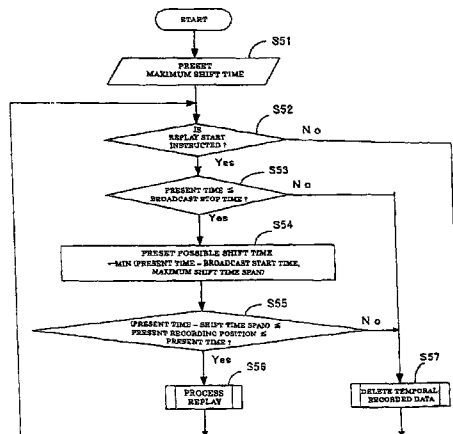 START
S51
PRESET
MAXIMUM SHIFT TIME
S52
IS
REPLAY START
INSTRUCTED ?
No
Yes
S53
PRESENT TIME ≤
BROADCAST STOP TIME ?
No
Yes
S54
PRESET POSSIBLE SHIFT TIME
←MIN (PRESENT TIME – BROADCAST START TIME,
MAXIMUM SHIFT TIME SPAN)
S55
(PRESENT TIME – SHIFT TIME SPAN) ≤
PRESENT RECORDING POSITION ≤
PRESENT TIME ?
No
Yes
S56
PROCESS
REPLAY
S57
DELETE TEMPORAL
RECORDED DATA